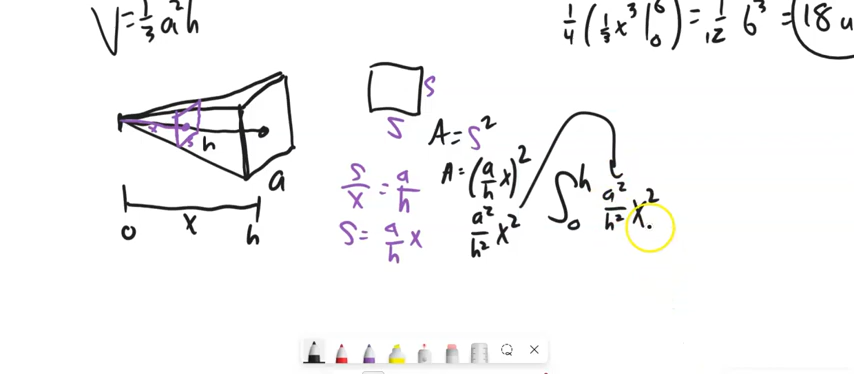 V = 1/3 a²h
1/4 (1/3 x³ |₀⁶) = 1/12 6³ = 18 u
S
S
A = S²
x
s
h
a
S/x = a/h
A = (a/h x)²
∫₀ʰ a²/h² x²
S = a/h x
a²/h² x²
0 x h